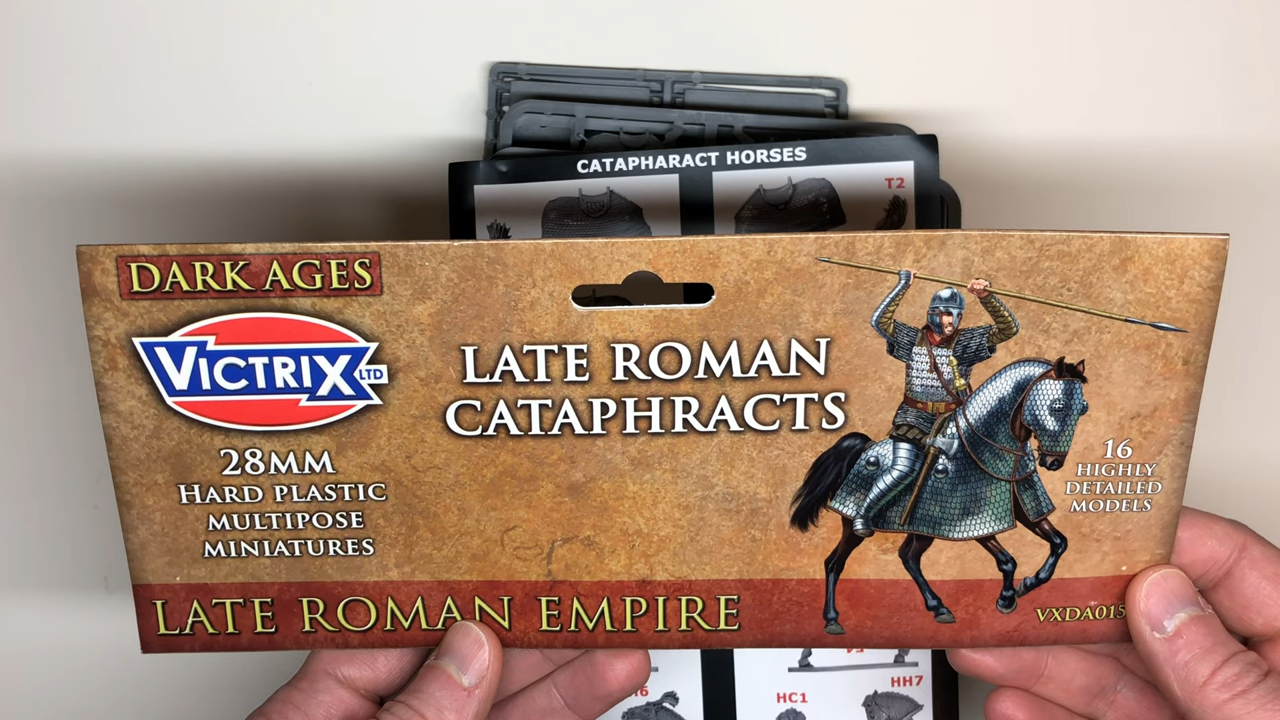 CATAPHARACT HORSES
T2
DARK AGES
VICTRIX LTD
28MM
HARD PLASTIC
MULTIPOSE
MINIATURES
LATE ROMAN
CATAPHRACTS
16
HIGHLY
DETAILED
MODELS
LATE ROMAN EMPIRE
VXDA015
HC1
HH7